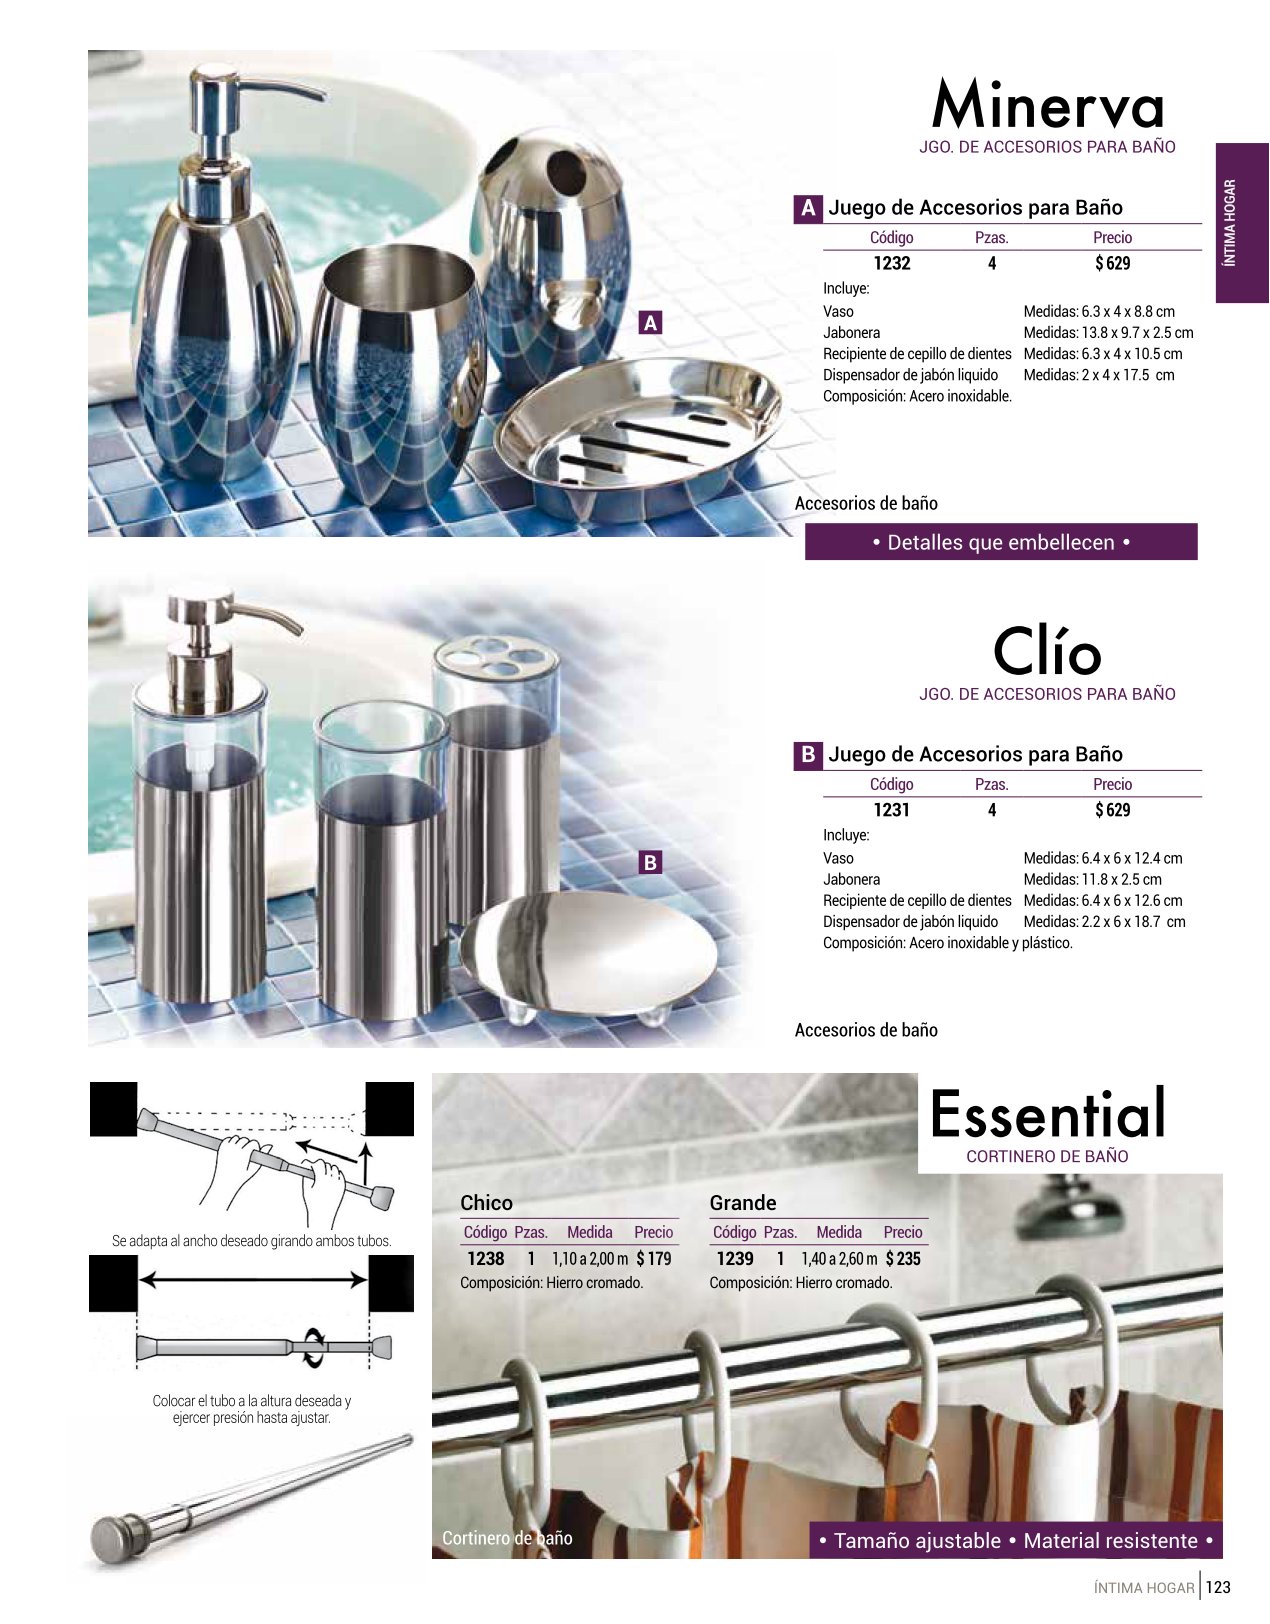 Minerva
JGO. DE ACCESORIOS PARA BAÑO
ÍNTIMA HOGAR
A Juego de Accesorios para Baño
Código Pzas. Precio
1232 4 $ 629
Incluye:
Vaso Medidas: 6.3 x 4 x 8.8 cm
Jabonera Medidas: 13.8 x 9.7 x 2.5 cm
Recipiente de cepillo de dientes Medidas: 6.3 x 4 x 10.5 cm
Dispensador de jabón liquido Medidas: 2 x 4 x 17.5 cm
Composición: Acero inoxidable.
A
Accesorios de baño
• Detalles que embellecen •
Clío
JGO. DE ACCESORIOS PARA BAÑO
B Juego de Accesorios para Baño
Código Pzas. Precio
1231 4 $ 629
Incluye:
Vaso Medidas: 6.4 x 6 x 12.4 cm
Jabonera Medidas: 11.8 x 2.5 cm
Recipiente de cepillo de dientes Medidas: 6.4 x 6 x 12.6 cm
Dispensador de jabón liquido Medidas: 2.2 x 6 x 18.7 cm
Composición: Acero inoxidable y plástico.
B
Accesorios de baño
Essential
CORTINERO DE BAÑO
Chico
Código Pzas. Medida Precio
1238 1 1,10 a 2,00 m $ 179
Composición: Hierro cromado.
Grande
Código Pzas. Medida Precio
1239 1 1,40 a 2,60 m $ 235
Composición: Hierro cromado.
Se adapta al ancho deseado girando ambos tubos.
Colocar el tubo a la altura deseada y
ejercer presión hasta ajustar.
Cortinero de baño
• Tamaño ajustable • Material resistente •
ÍNTIMA HOGAR 123